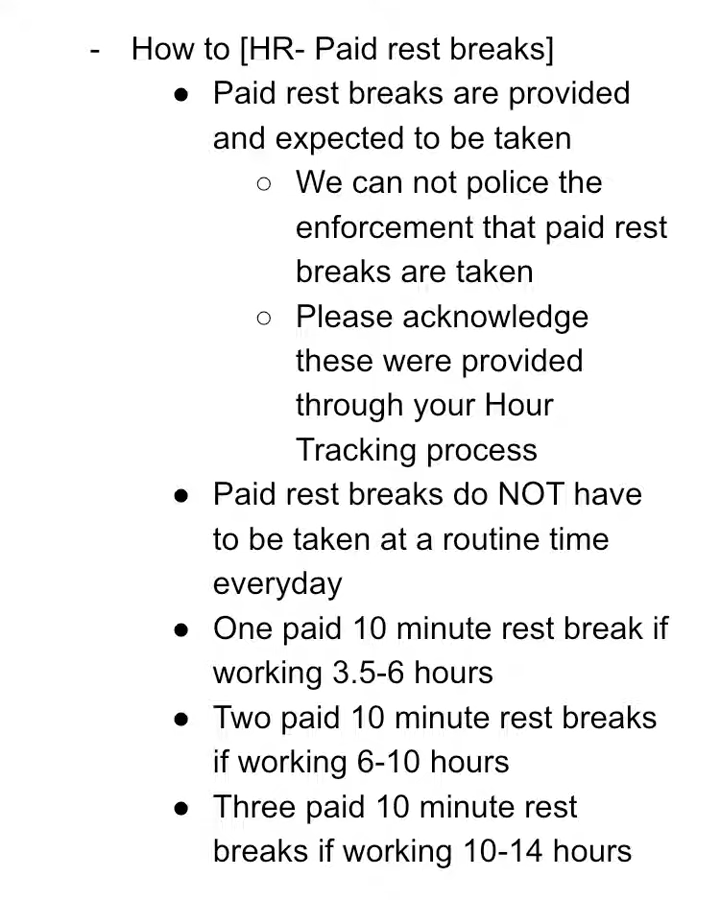 - How to [HR- Paid rest breaks]
● Paid rest breaks are provided
and expected to be taken
○ We can not police the
enforcement that paid rest
breaks are taken
○ Please acknowledge
these were provided
through your Hour
Tracking process
● Paid rest breaks do NOT have
to be taken at a routine time
everyday
● One paid 10 minute rest break if
working 3.5-6 hours
● Two paid 10 minute rest breaks
if working 6-10 hours
● Three paid 10 minute rest
breaks if working 10-14 hours